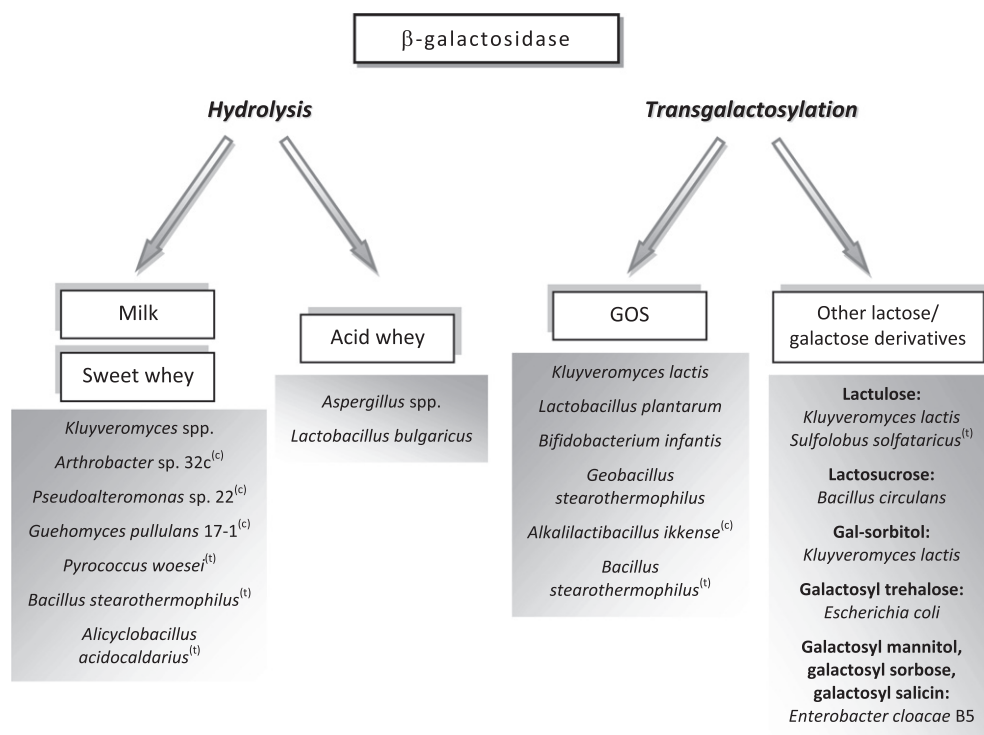 β-galactosidase
Hydrolysis
Transgalactosylation
Milk
Sweet whey
Kluyveromyces spp.
Arthrobacter sp. 32c(c)
Pseudoalteromonas sp. 22(c)
Guehomyces pullulans 17-1(c)
Pyrococcus woesei(t)
Bacillus stearothermophilus(t)
Alicyclobacillus
acidocaldarius(t)
Acid whey
Aspergillus spp.
Lactobacillus bulgaricus
GOS
Kluyveromyces lactis
Lactobacillus plantarum
Bifidobacterium infantis
Geobacillus
stearothermophilus
Alkalilactibacillus ikkense(c)
Bacillus
stearothermophilus(t)
Other lactose/
galactose derivatives
Lactulose:
Kluyveromyces lactis
Sulfolobus solfataricus(t)
Lactosucrose:
Bacillus circulans
Gal-sorbitol:
Kluyveromyces lactis
Galactosyl trehalose:
Escherichia coli
Galactosyl mannitol,
galactosyl sorbose,
galactosyl salicin:
Enterobacter cloacae B5